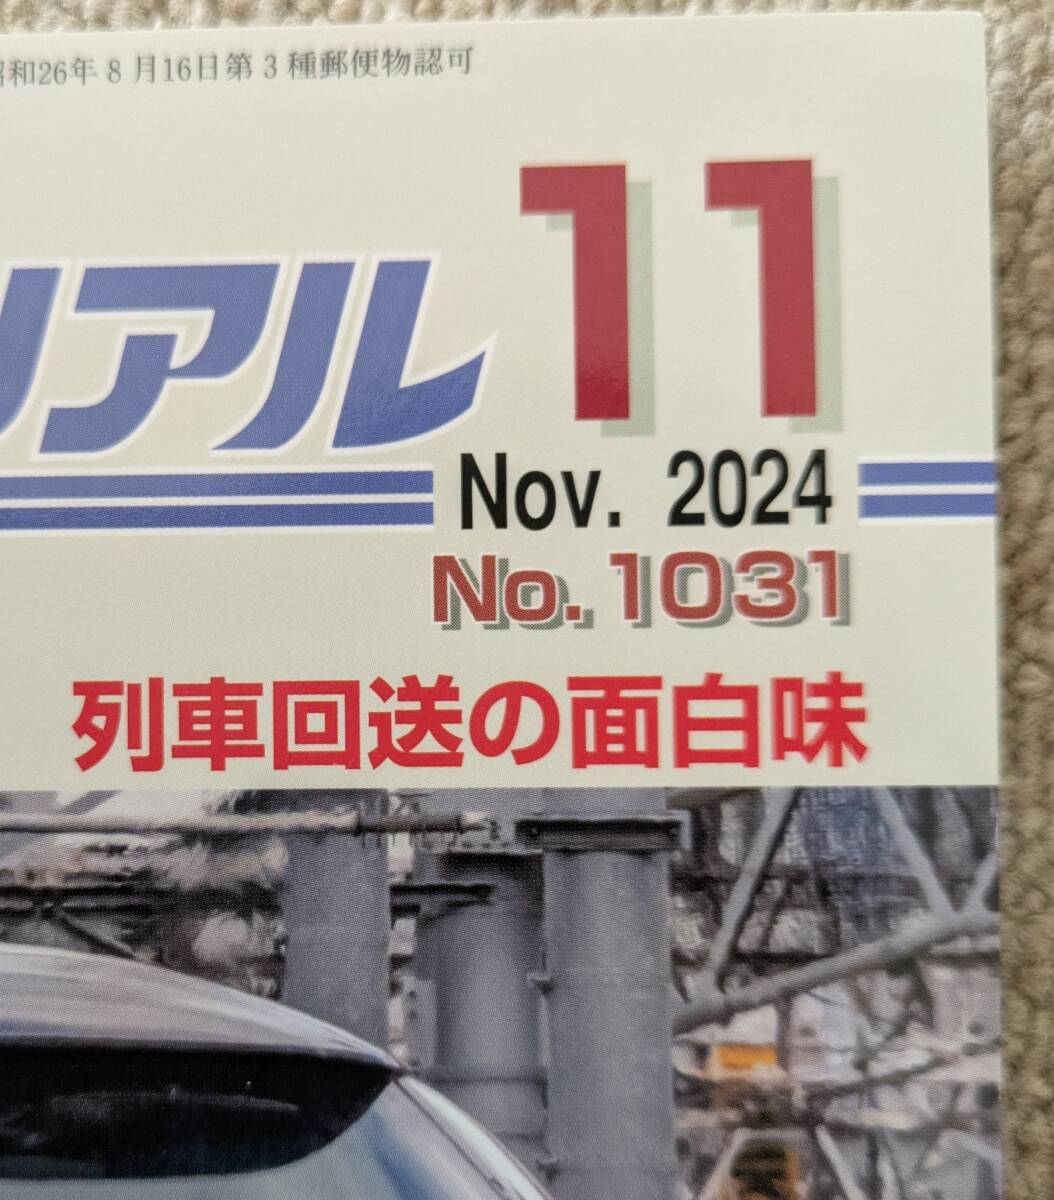 昭和26年8月16日第3種郵便物認可
リアル
11
Nov. 2024
No.1031
列車回送の面白味